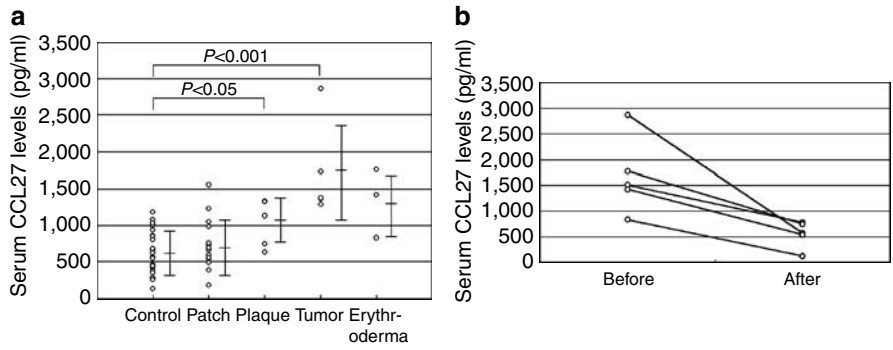 a
Serum CCL27 levels (pg/ml)
3,500
3,000
2,500
2,000
1,500
1,000
500
0
P<0.001
P<0.05
Control Patch Plaque Tumor Erythr-
oderma
b
Serum CCL27 levels (pg/ml)
3,500
3,000
2,500
2,000
1,500
1,000
500
0
Before
After